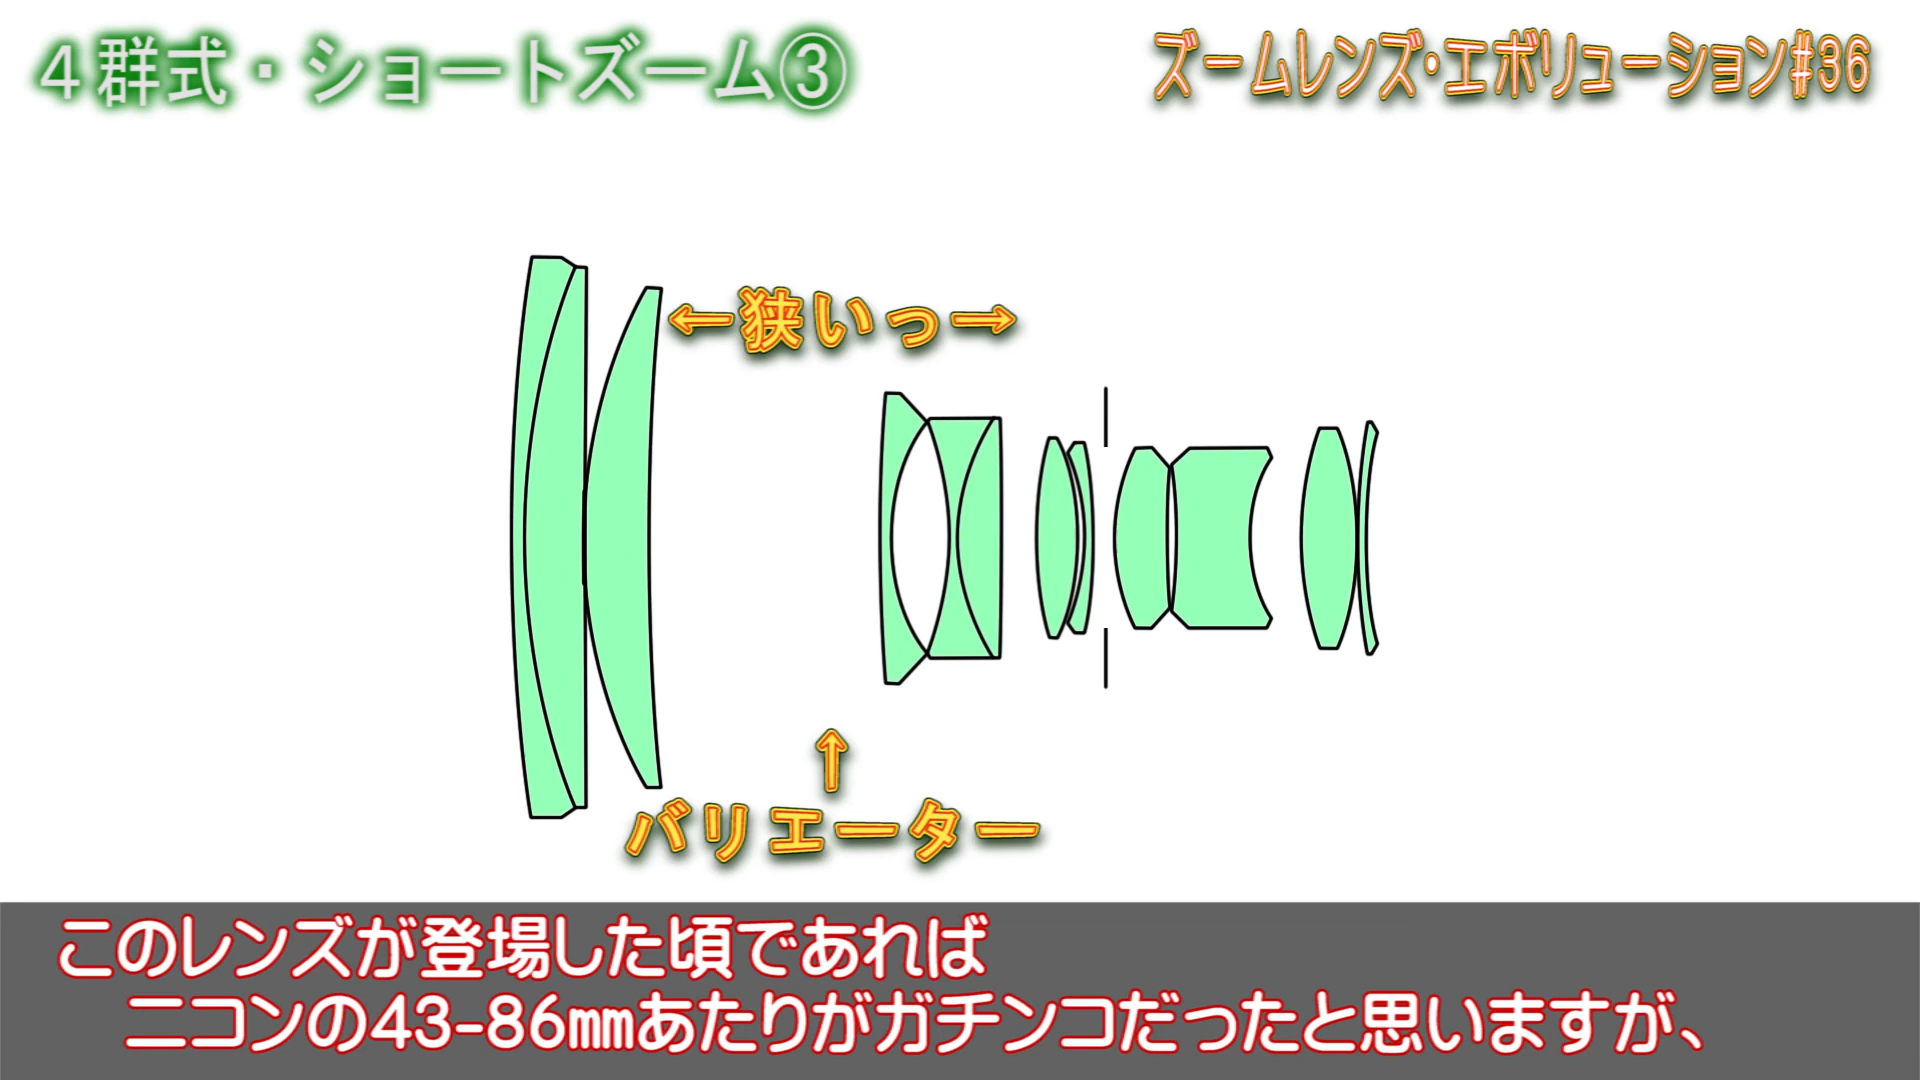 ４群式・ショートズーム③
ズームレンズ・エボリューション#36
←狭いっ→
↑
バリエーター
このレンズが登場した頃であれば
ニコンの43-86㎜あたりがガチンコだったと思いますが、